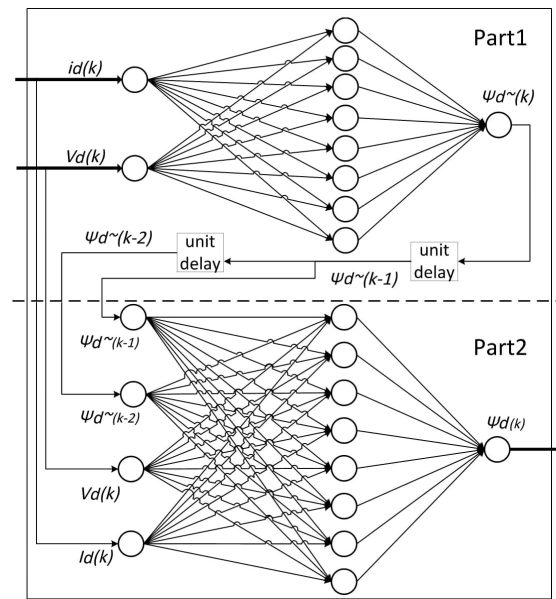 Part1
id(k)
Ψd~(k)
Vd(k)
Ψd~(k-2)
unit
delay
Ψd~(k-1)
unit
delay
Ψd~(k-1)
Part2
Ψd~(k-2)
Ψd(k)
Vd(k)
Id(k)